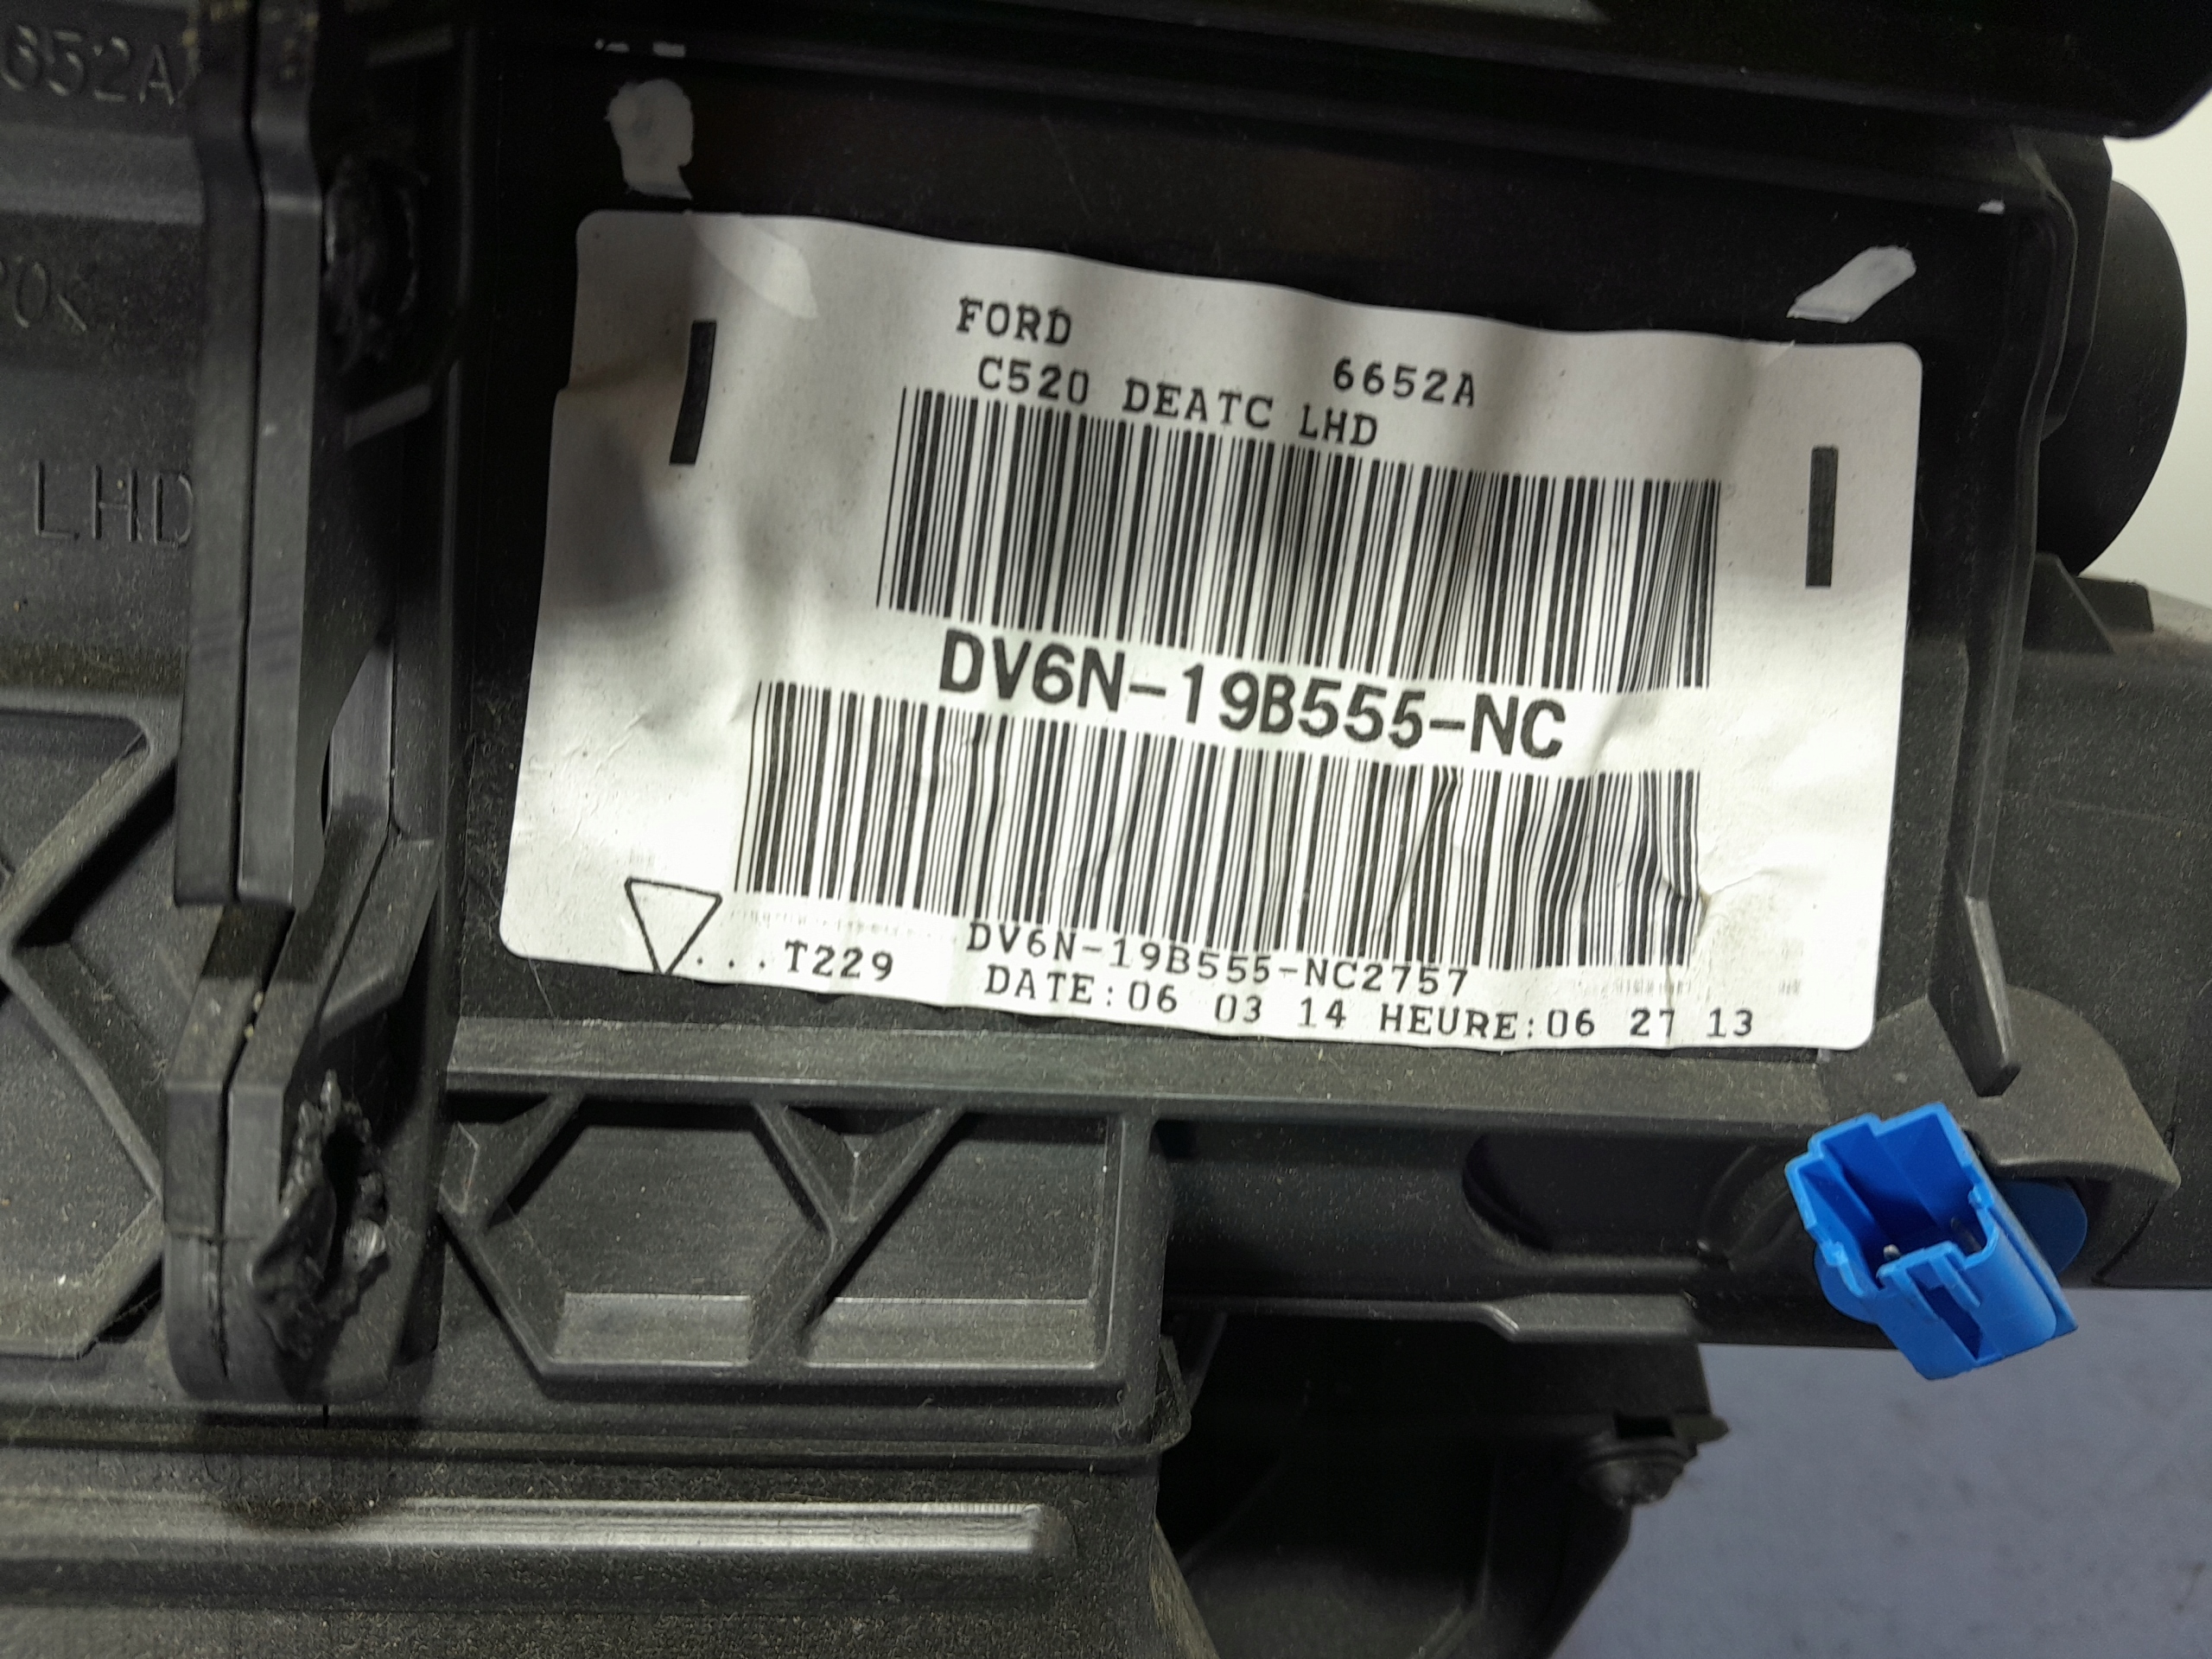 652A
LHD
FORD
6652A
C520 DEATC LHD
DV6N-19B555-NC
DV6N-19B555-NC2757
...T229
DATE:06 03 14 HEURE:06 27 13